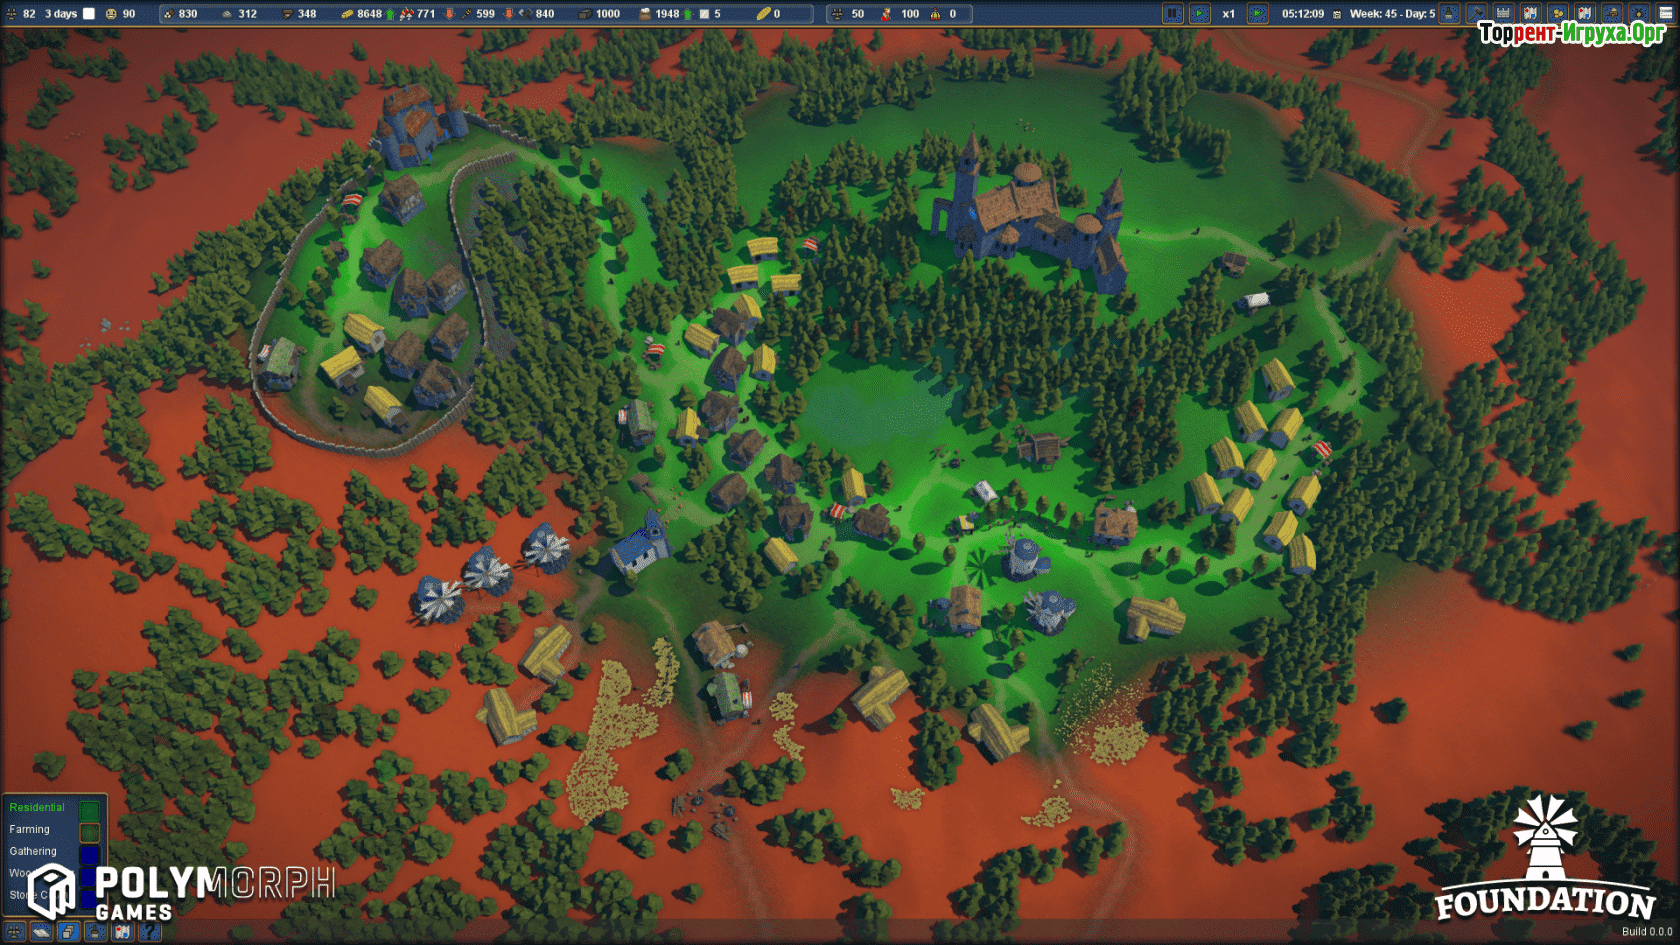 82 3 days 90 830 312 348 8648 771 599 840 1000 1948 5 0 50 100 0 x1 05:12:09 Week: 45 - Day: 5
Торрент-Игруха.Орг
Residential
Farming
Gathering
POLYMORPH
GAMES
FOUNDATION
Build 0.0.0